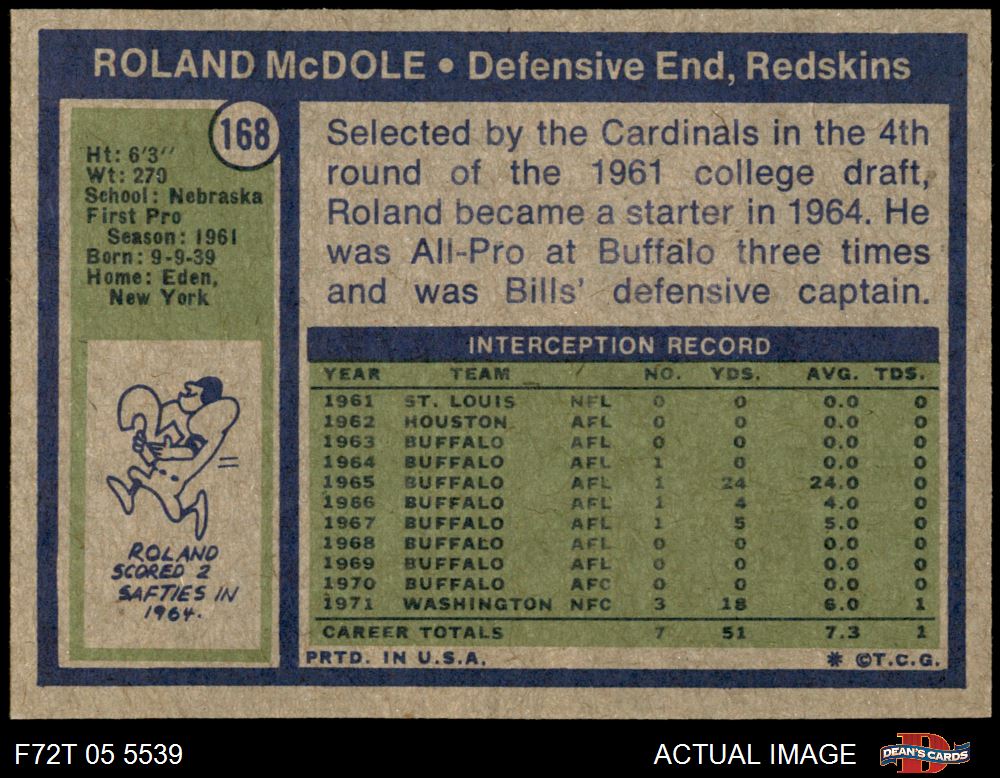 ROLAND McDOLE • Defensive End, Redskins
168
Ht: 6'3''
Wt: 270
School: Nebraska
First Pro
Season: 1961
Born: 9-9-39
Home: Eden,
New York
ROLAND
SCORED 2
SAFTIES IN
1964.
Selected by the Cardinals in the 4th
round of the 1961 college draft,
Roland became a starter in 1964. He
was All-Pro at Buffalo three times
and was Bills' defensive captain.
INTERCEPTION RECORD
YEAR TEAM NO. YDS. AVG. TDS.
1961 ST. LOUIS NFL 0 0 0.0 0
1962 HOUSTON AFL 0 0 0.0 0
1963 BUFFALO AFL 0 0 0.0 0
1964 BUFFALO AFL 1 0 0.0 0
1965 BUFFALO AFL 1 24 24.0 0
1966 BUFFALO AFL 1 4 4.0 0
1967 BUFFALO AFL 1 5 5.0 0
1968 BUFFALO AFL 0 0 0.0 0
1969 BUFFALO AFL 0 0 0.0 0
1970 BUFFALO AFC 0 0 0.0 0
1971 WASHINGTON NFC 3 18 6.0 1
CAREER TOTALS 7 51 7.3 1
PRTD. IN U.S.A. * ©T.C.G.
F72T 05 5539 ACTUAL IMAGE DEAN'S CARDS